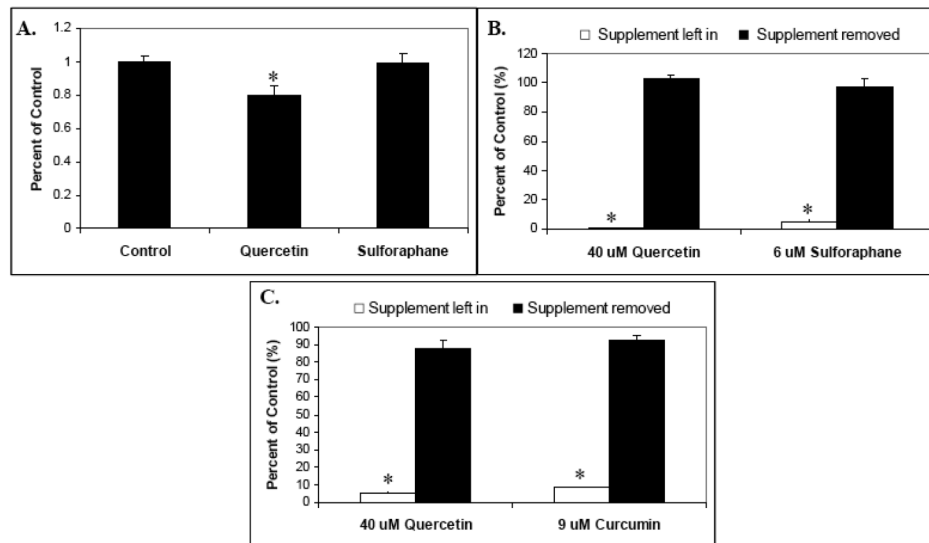 A.
Percent of Control
1.2
1
0.8
0.6
0.4
0.2
0
*
Control Quercetin Sulforaphane
B.
Supplement left in Supplement removed
Percent of Control (%)
120
100
80
60
40
20
0
* *
40 uM Quercetin 6 uM Sulforaphane
C.
Supplement left in Supplement removed
Percent of Control (%)
100
90
80
70
60
50
40
30
20
10
0
* *
40 uM Quercetin 9 uM Curcumin